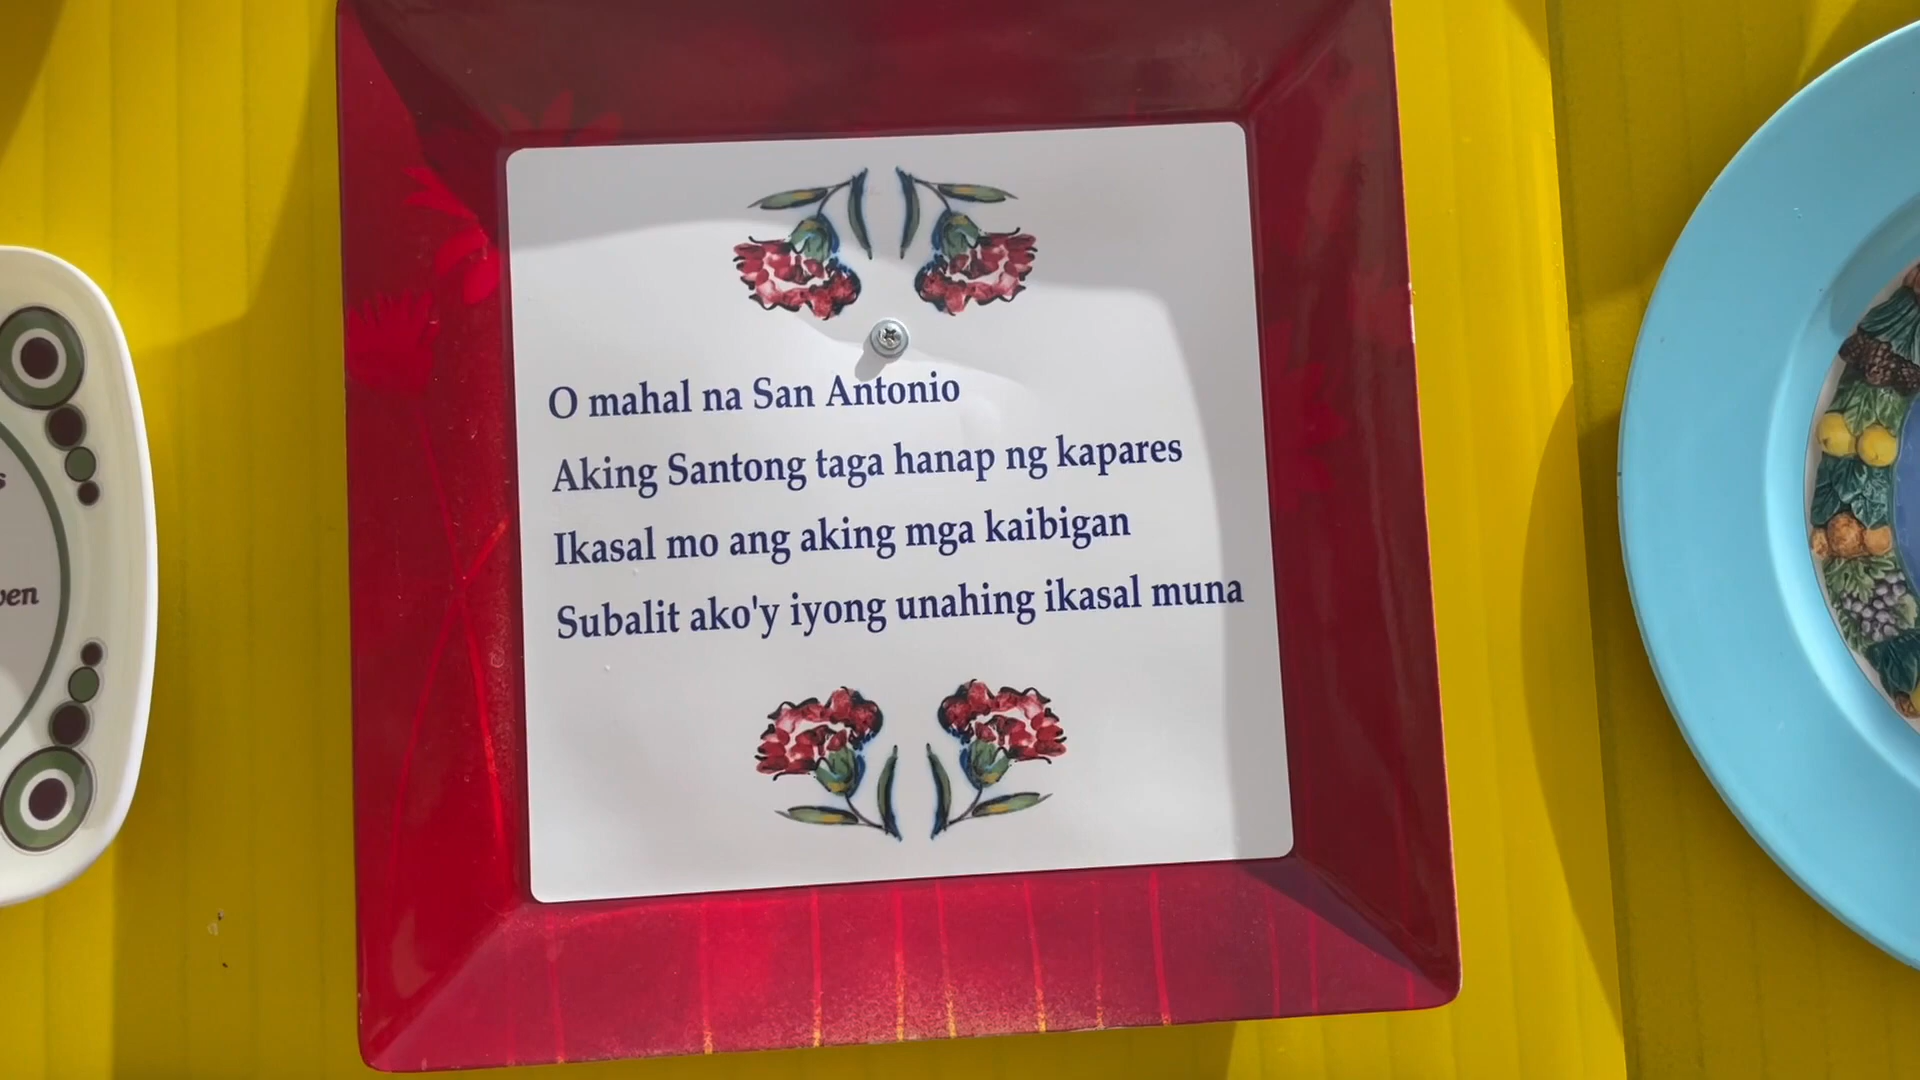 O mahal na San Antonio
Aking Santong taga hanap ng kapares
Ikasal mo ang aking mga kaibigan
Subalit ako'y iyong unahing ikasal muna